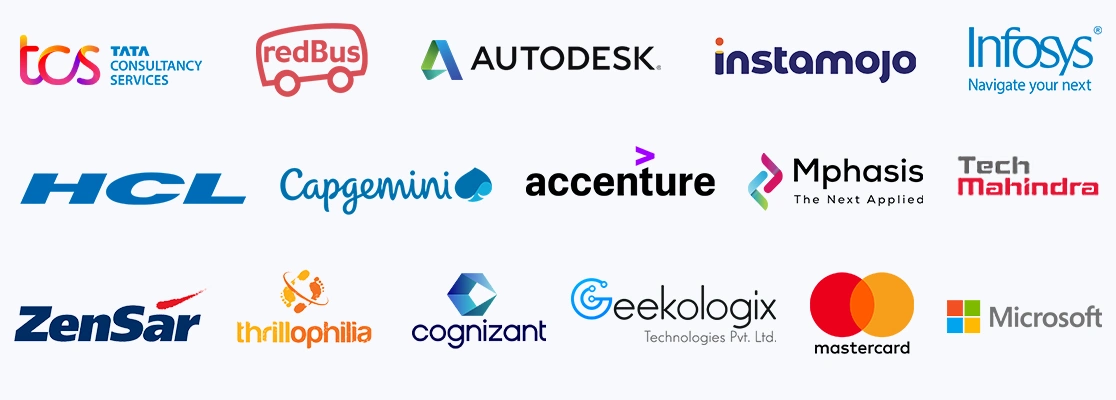 tcs TATA CONSULTANCY SERVICES
redBus
AUTODESK®
instamojo
Infosys®
Navigate your next
HCL
Capgemini
accenture
>
Mphasis
The Next Applied
Tech
Mahindra
ZenSar
thrillophilia
cognizant
Geekologix
Technologies Pvt. Ltd.
mastercard
Microsoft